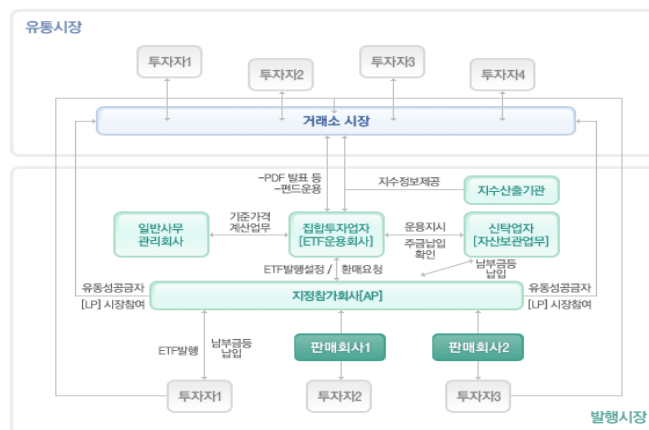 유통시장
투자자1
투자자2
투자자3
투자자4
거래소 시장
-PDF 발표 등
-펀드운용
지수정보제공
지수산출기관
일반사무
관리회사
기준가격
계산업무
집합투자업자
[ETF운용회사]
운용지시
주금납입
확인
신탁업자
[자산보관업무]
ETF발행설정 / 환매요청
납부금등
납입
유동성공급자
[LP] 시장참여
지정참가회사[AP]
유동성공급자
[LP] 시장참여
ETF발행
납부금등
납입
판매회사1
판매회사2
투자자1
투자자2
투자자3
발행시장